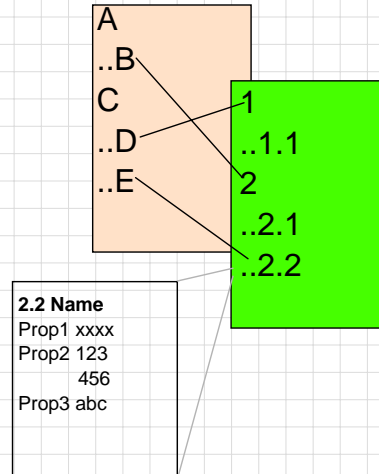 A
..B
C
..D
..E
1
..1.1
2
..2.1
..2.2
2.2 Name
Prop1 xxxx
Prop2 123
456
Prop3 abc